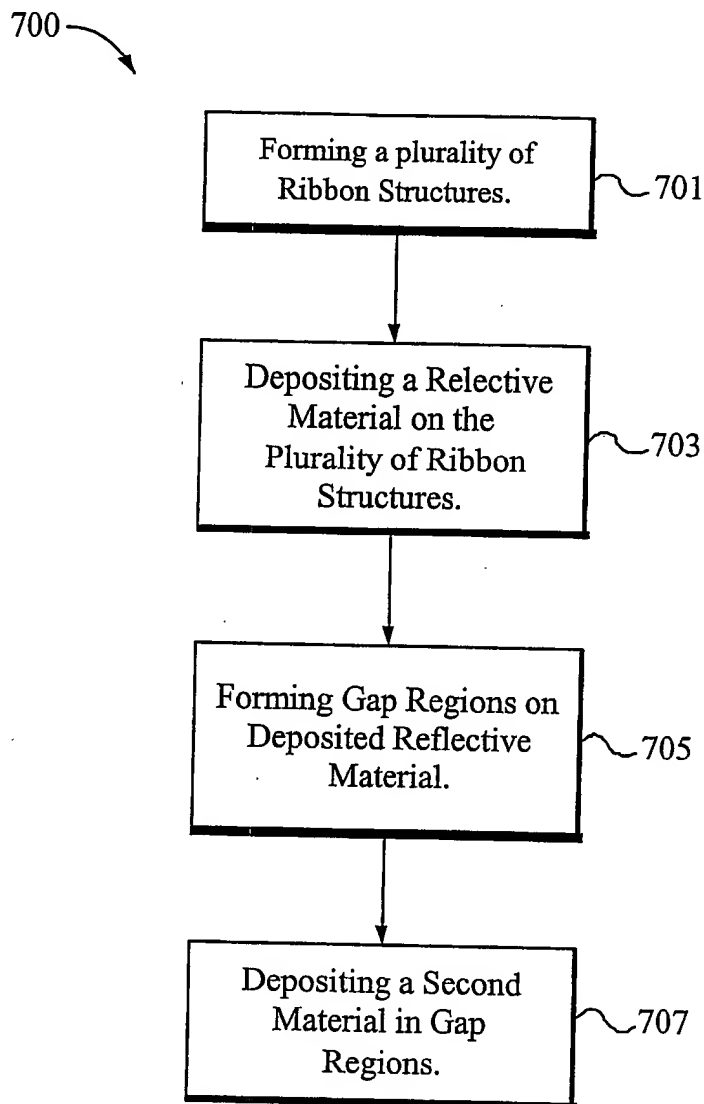 700
Forming a plurality of
Ribbon Structures.
701
Depositing a Relective
Material on the
Plurality of Ribbon
Structures.
703
Forming Gap Regions on
Deposited Reflective
Material.
705
Depositing a Second
Material in Gap
Regions.
707